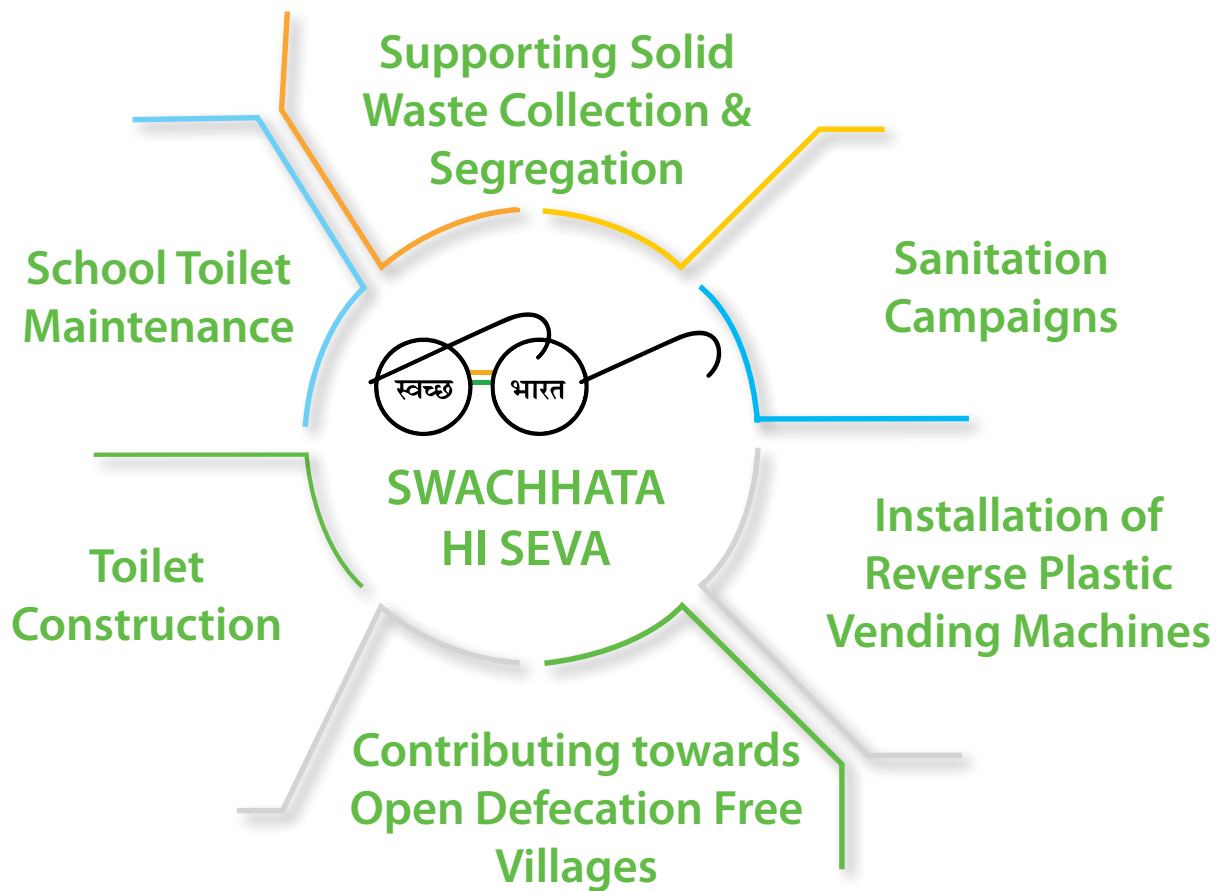 Supporting Solid
Waste Collection &
Segregation
School Toilet
Maintenance
Sanitation
Campaigns
स्वच्छ भारत
SWACHHATA
HI SEVA
Toilet
Construction
Installation of
Reverse Plastic
Vending Machines
Contributing towards
Open Defecation Free
Villages